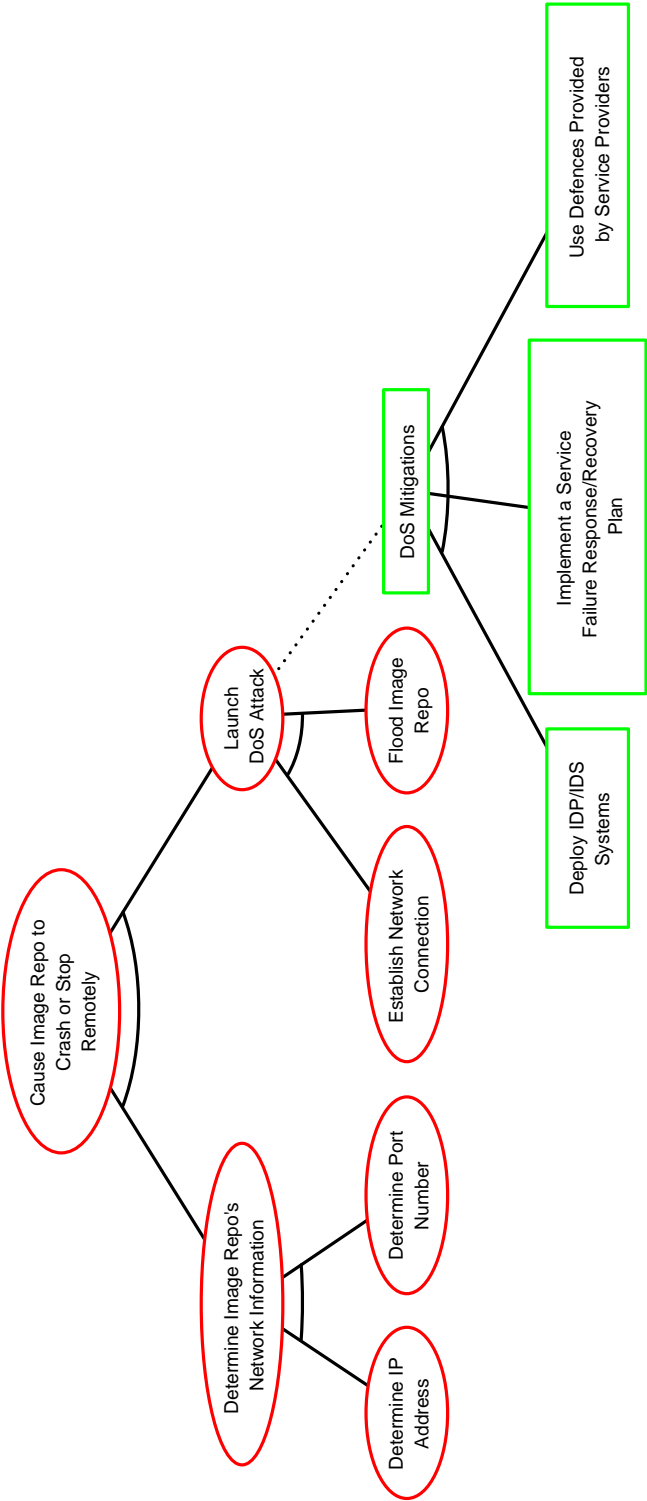 Cause Image Repo to
Crash or Stop
Remotely
Determine Image Repo's
Network Information
Launch
DoS Attack
Determine IP
Address
Determine Port
Number
Establish Network
Connection
Flood Image
Repo
DoS Mitigations
Deploy IDP/IDS
Systems
Implement a Service
Failure Response/Recovery
Plan
Use Defences Provided
by Service Providers